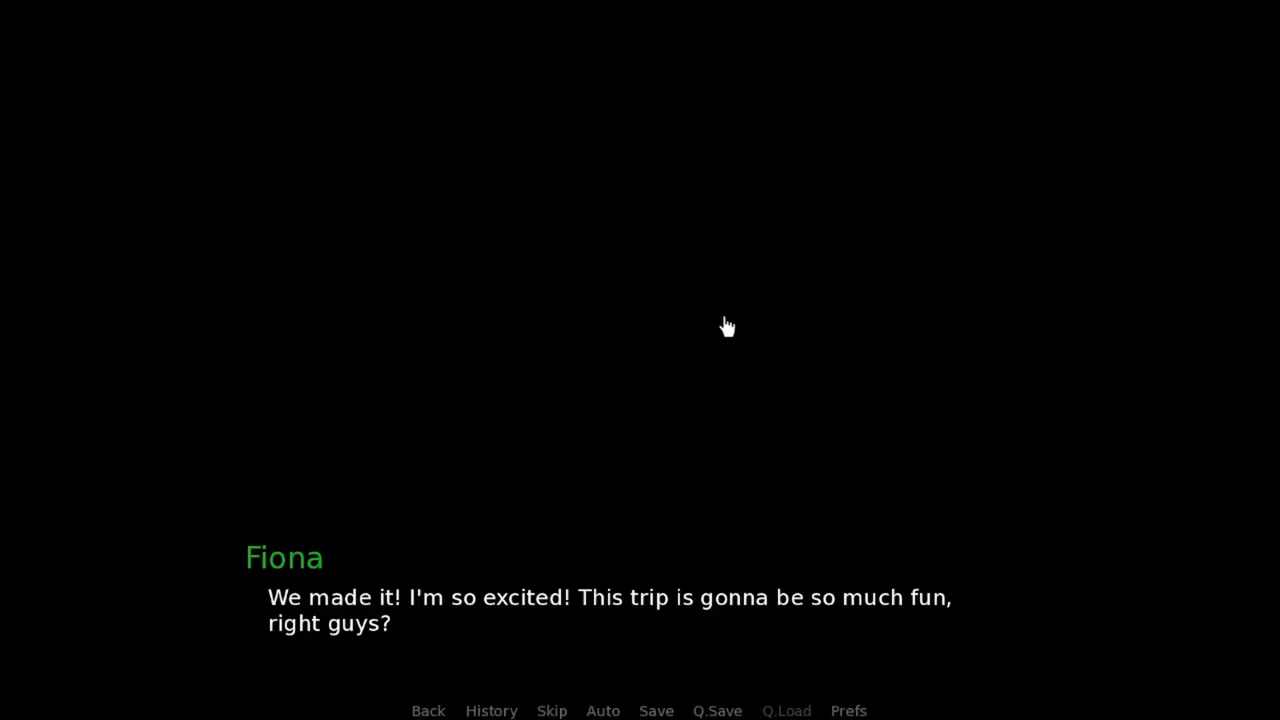 Fiona
We made it! I'm so excited! This trip is gonna be so much fun,
right guys?
Back History Skip Auto Save Q.Save Q.Load Prefs